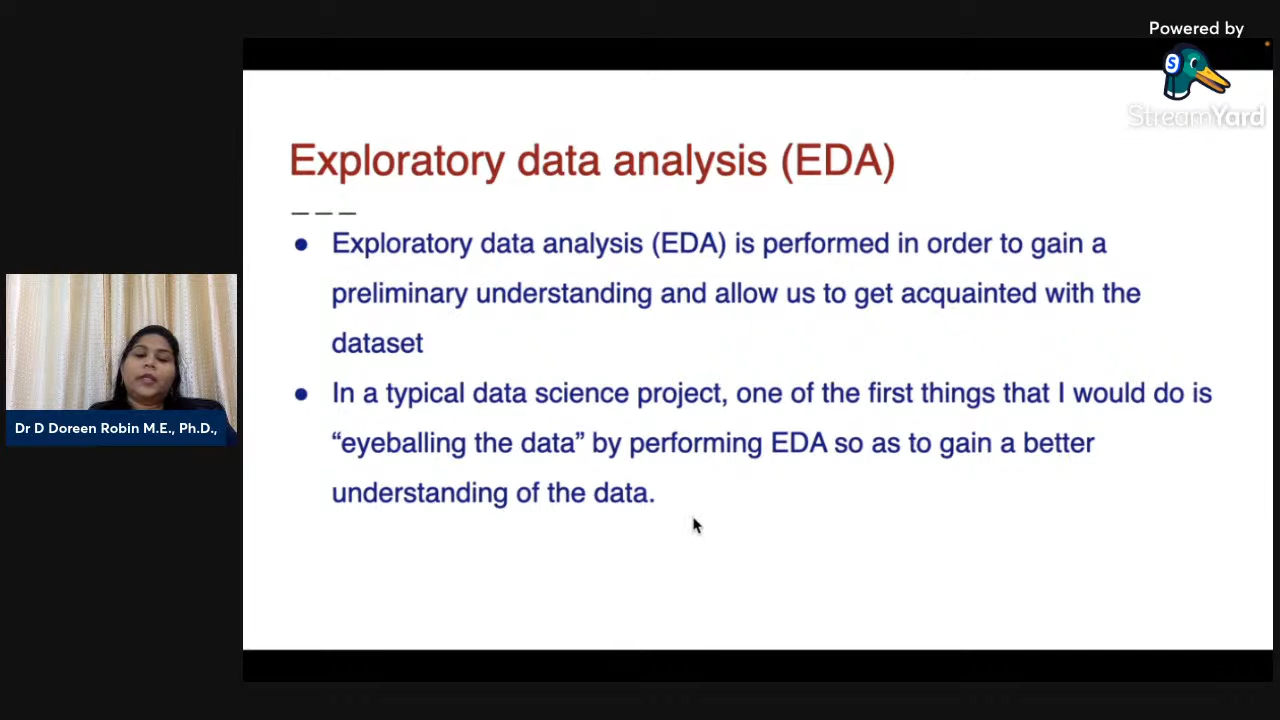 Powered by
S
StreamYard
Exploratory data analysis (EDA)
● Exploratory data analysis (EDA) is performed in order to gain a
preliminary understanding and allow us to get acquainted with the
dataset
● In a typical data science project, one of the first things that I would do is
“eyeballing the data” by performing EDA so as to gain a better
understanding of the data.
Dr D Doreen Robin M.E., Ph.D.,